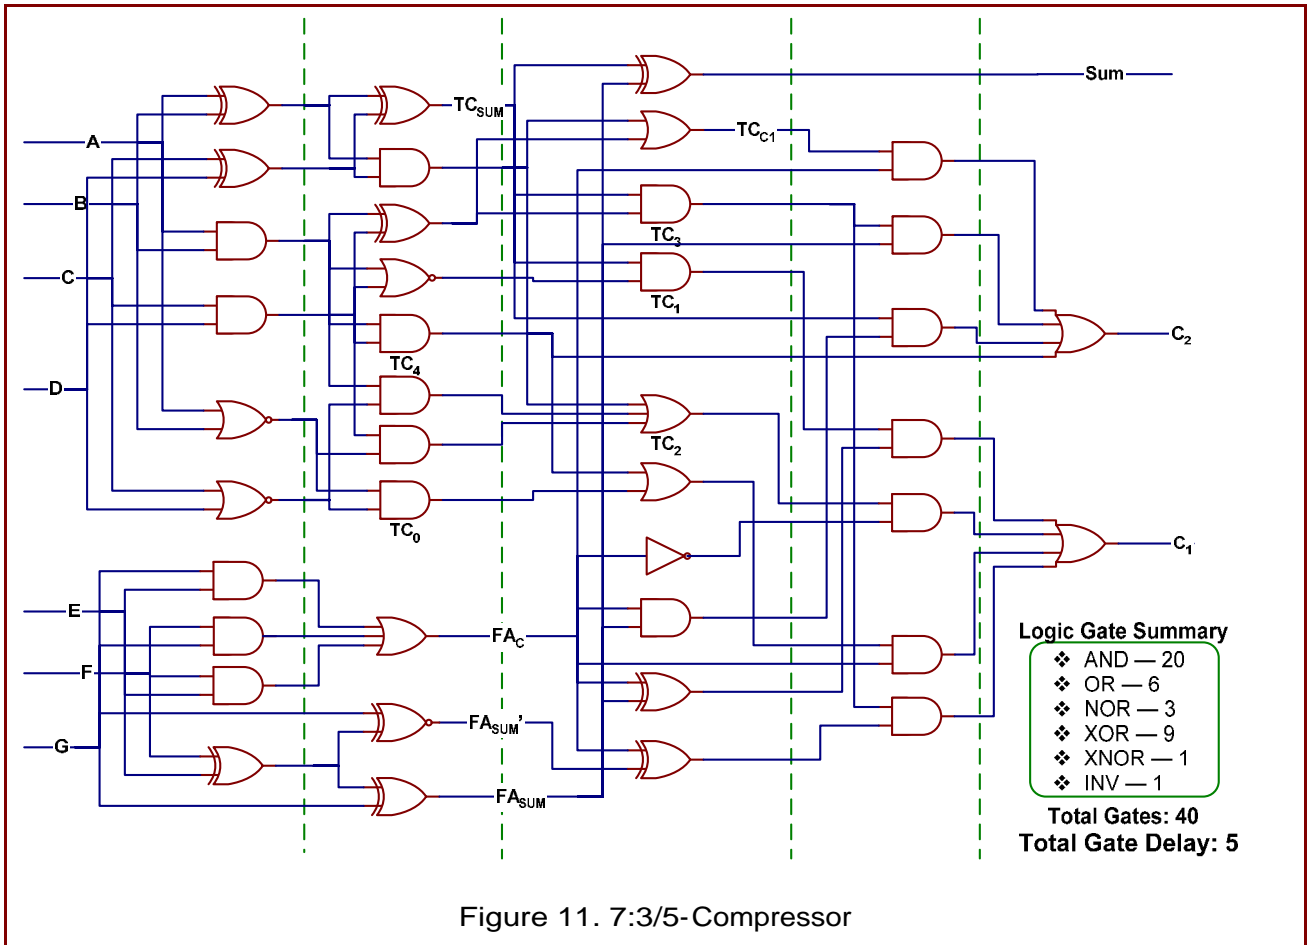 Sum
TC_SUM
TC_C1
A
B
TC_3
C
TC_1
C_2
TC_4
D
TC_2
TC_0
C_1
E
FA_C
Logic Gate Summary
❖ AND — 20
❖ OR — 6
❖ NOR — 3
❖ XOR — 9
❖ XNOR — 1
❖ INV — 1
F
FA_SUM'
G
FA_SUM
Total Gates: 40
Total Gate Delay: 5
Figure 11. 7:3/5-Compressor